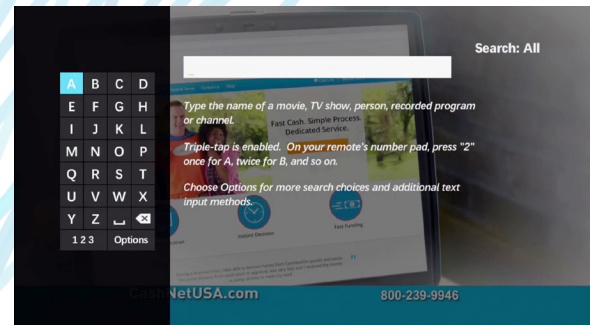 Search: All
A B C D
E F G H
I J K L
M N O P
Q R S T
U V W X
Y Z
1 2 3 Options
Type the name of a movie, TV show, person, recorded program
or channel.
Triple-tap is enabled. On your remote's number pad, press "2"
once for A, twice for B, and so on.
Choose Options for more search choices and additional text
input methods.
Fast Cash. Simple Process.
Dedicated Service.
Instant Decision
Fast Funding
CashNetUSA.com
800-239-9946